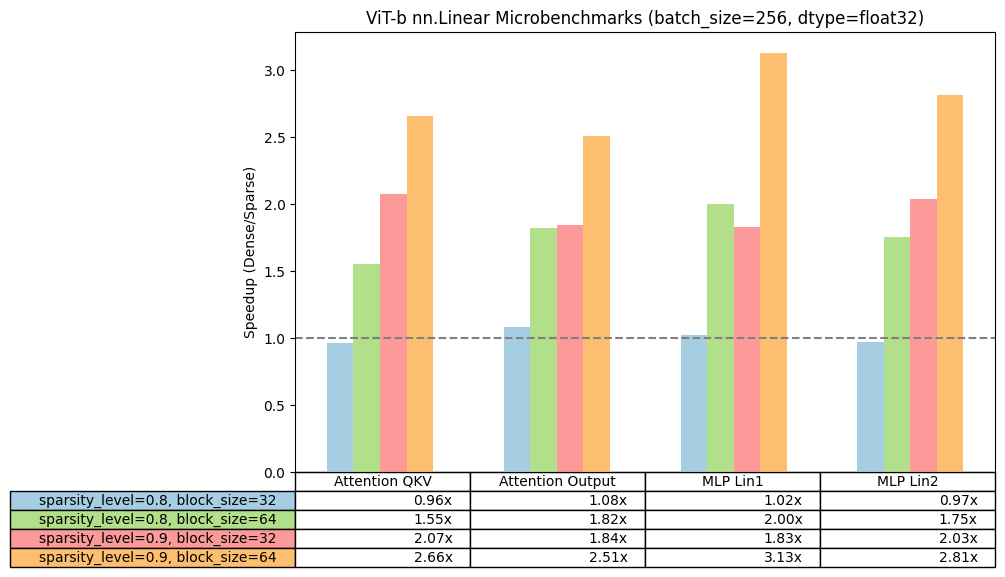 ViT-b nn.Linear Microbenchmarks (batch_size=256, dtype=float32)
Speedup (Dense/Sparse)
3.0
2.5
2.0
1.5
1.0
0.5
0.0
Attention QKV Attention Output MLP Lin1 MLP Lin2
sparsity_level=0.8, block_size=32 0.96x 1.08x 1.02x 0.97x
sparsity_level=0.8, block_size=64 1.55x 1.82x 2.00x 1.75x
sparsity_level=0.9, block_size=32 2.07x 1.84x 1.83x 2.03x
sparsity_level=0.9, block_size=64 2.66x 2.51x 3.13x 2.81x